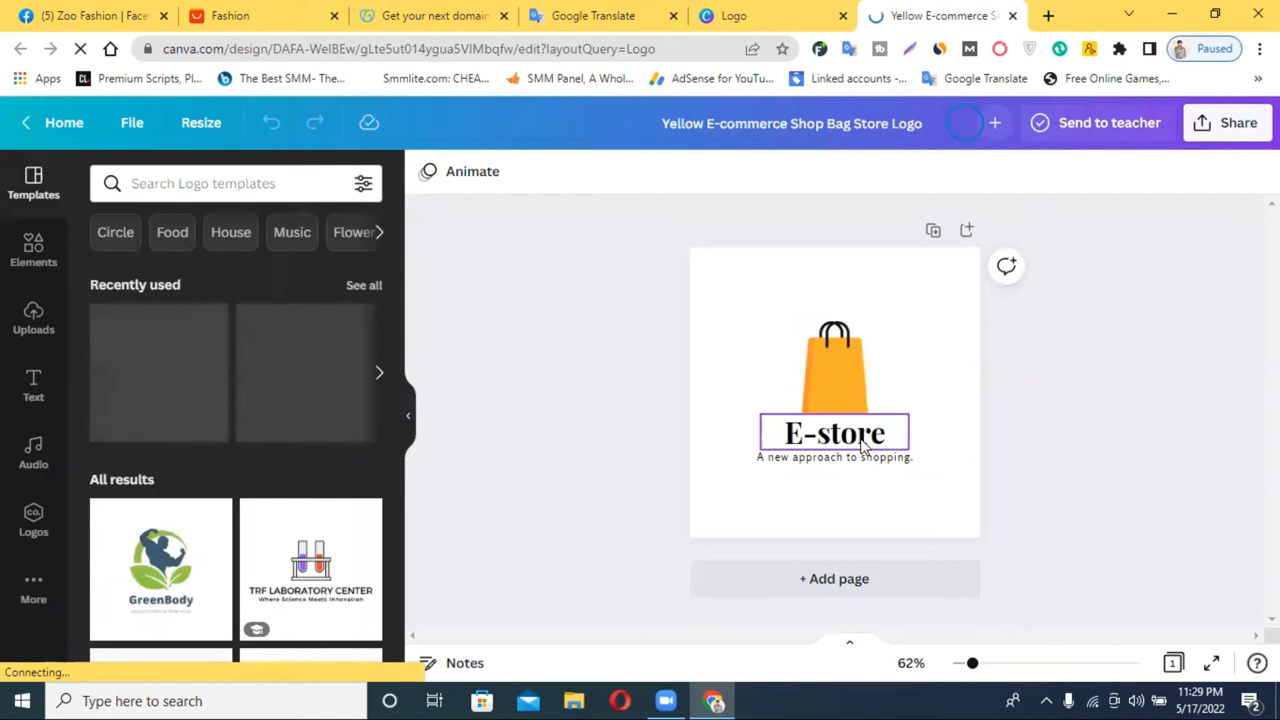 (5) Zoo Fashion | Face
Fashion
Get your next domain
Google Translate
Logo
Yellow E-commerce S
canva.com/design/DAFA-WelBEw/gLte5ut014ygua5VIMbqfw/edit?layoutQuery=Logo
Paused
Apps
Premium Scripts, Pl...
The Best SMM- The...
Smmlite.com: CHEA...
SMM Panel, A Whol...
AdSense for YouTu...
Linked accounts -...
Google Translate
Free Online Games,...
Home
File
Resize
Yellow E-commerce Shop Bag Store Logo
Send to teacher
Share
Templates
Elements
Uploads
Text
Audio
Logos
More
Search Logo templates
Circle
Food
House
Music
Flower
Recently used
See all
All results
GreenBody
TRF LABORATORY CENTER
Where Science Meets Innovation
Animate
E-store
A new approach to shopping.
+ Add page
Notes
62%
1
Connecting...
Type here to search
11:29 PM
5/17/2022
2